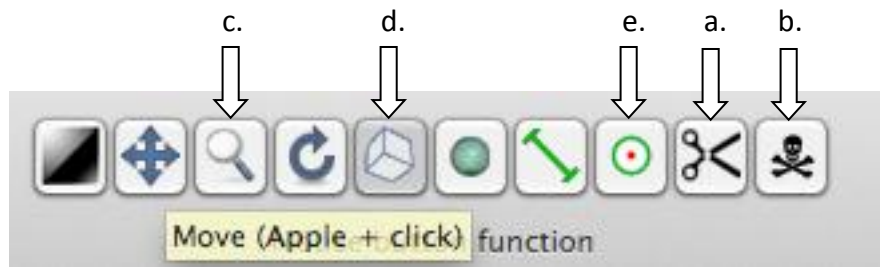 c. d. e. a. b.
Move (Apple + click) function